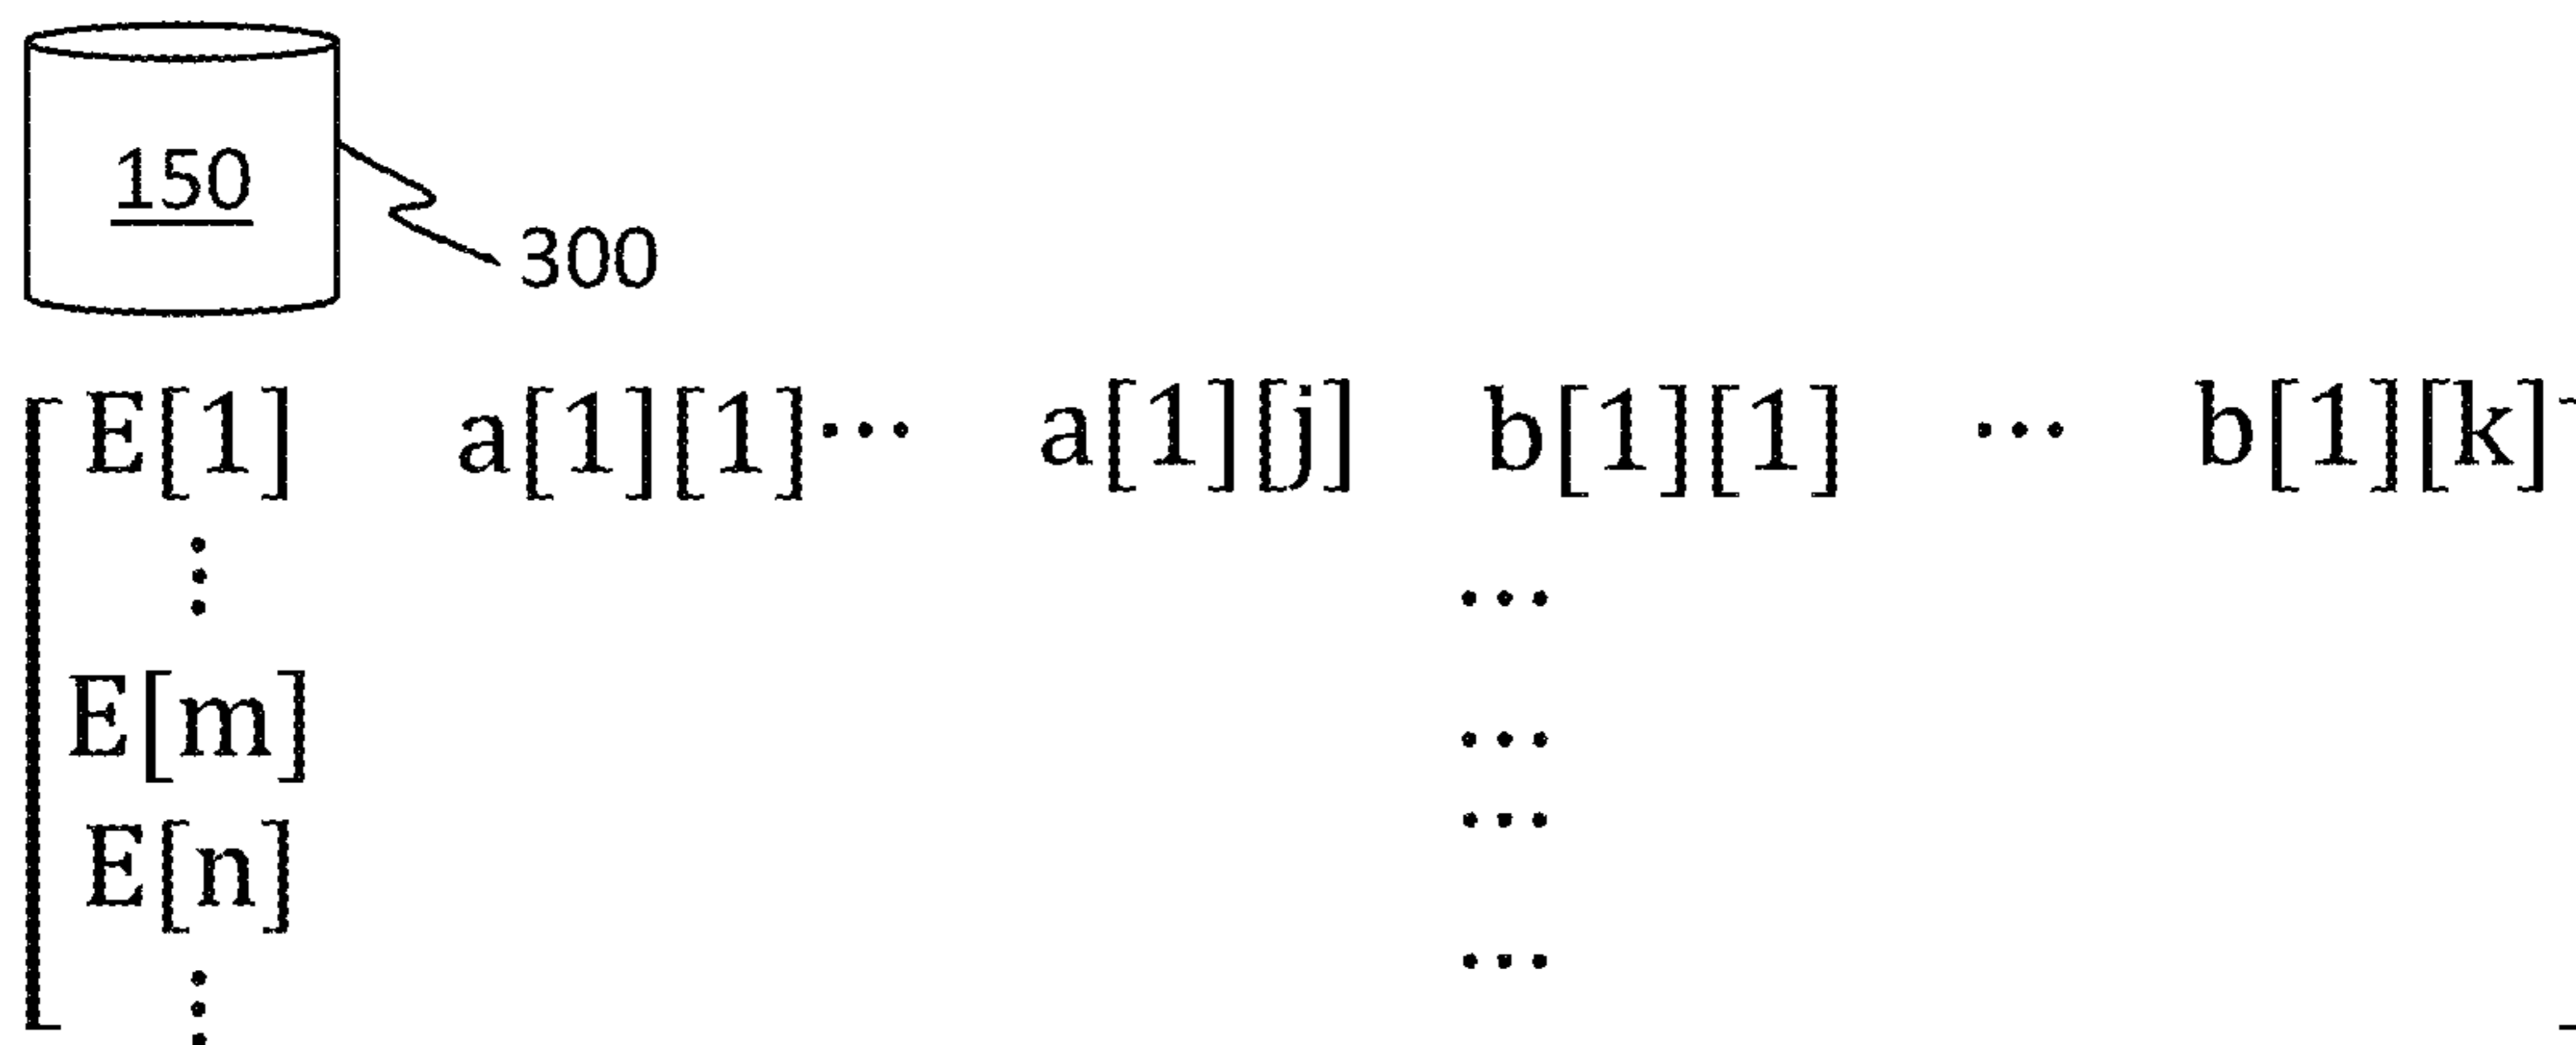 150
300
E[1] a[1][1]⋯ a[1][j] b[1][1] ⋯ b[1][k]
⋮ ⋯
E[m] ⋯
E[n] ⋯
⋮ ⋯